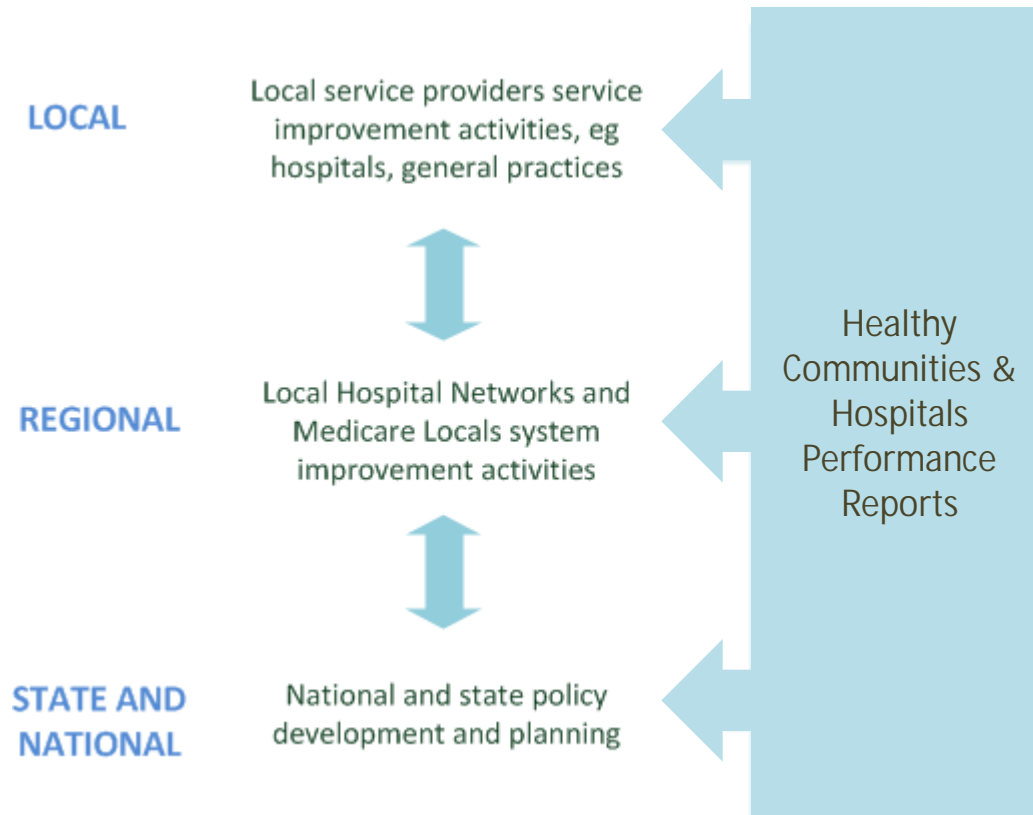 LOCAL
Local service providers service
improvement activities, eg
hospitals, general practices
REGIONAL
Local Hospital Networks and
Medicare Locals system
improvement activities
STATE AND
NATIONAL
National and state policy
development and planning
Healthy
Communities &
Hospitals
Performance
Reports